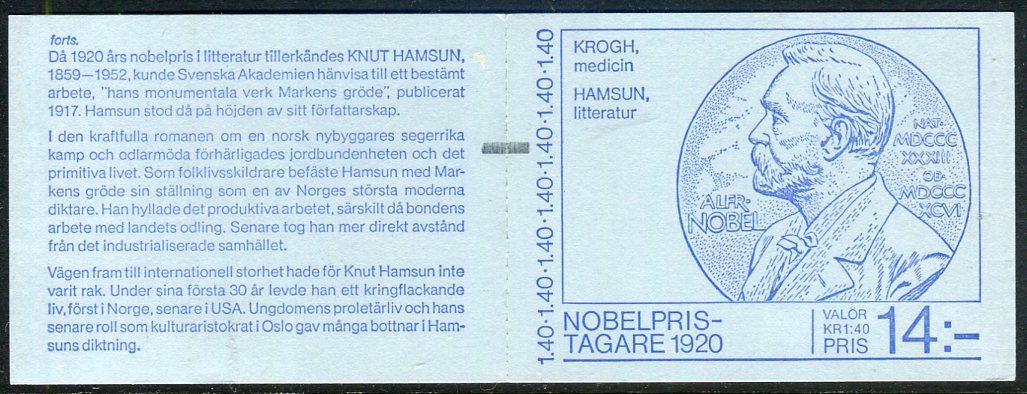 forts.
Då 1920 års nobelpris i litteratur tillerkändes KNUT HAMSUN,
1859—1952, kunde Svenska Akademien hänvisa till ett bestämt
arbete, "hans monumentala verk Markens gröde", publicerat
1917. Hamsun stod då på höjden av sitt författarskap.
I den kraftfulla romanen om en norsk nybyggares segerrika
kamp och odlarmöda förhärligades jordbundenheten och det
primitiva livet. Som folklivsskildrare befäste Hamsun med Mar-
kens gröde sin ställning som en av Norges största moderna
diktare. Han hyllade det produktiva arbetet, särskilt då bondens
arbete med landets odling. Senare tog han mer direkt avstånd
från det industrialiserade samhället.
Vägen fram till internationell storhet hade för Knut Hamsun inte
varit rak. Under sina första 30 år levde han ett kringflackande
liv, först i Norge, senare i USA. Ungdomens proletärliv och hans
senare roll som kulturaristokrat i Oslo gav många bottnar i Ham-
suns diktning.
1.40·1.40·1.40·1.40·1.40·1.40·1.40
KROGH,
medicin
HAMSUN,
litteratur
ALFR·
NOBEL
NAT·
MDCCC
XXXIII
OB·
MDCCC
XCVI
NOBELPRIS-
TAGARE 1920
VALÖR
KR 1:40
PRIS
14:-